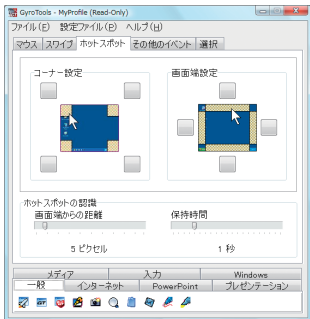 GyroTools - MyProfile (Read-Only)
ファイル(F) 設定ファイル(P) ヘルプ(H)
マウス スワイプ ホットスポット その他のイベント 選択
コーナー設定 画面端設定
ホットスポットの認識
画面端からの距離 保持時間
5 ピクセル 1 秒
メディア 入力 Windows
一般 インターネット PowerPoint プレゼンテーション